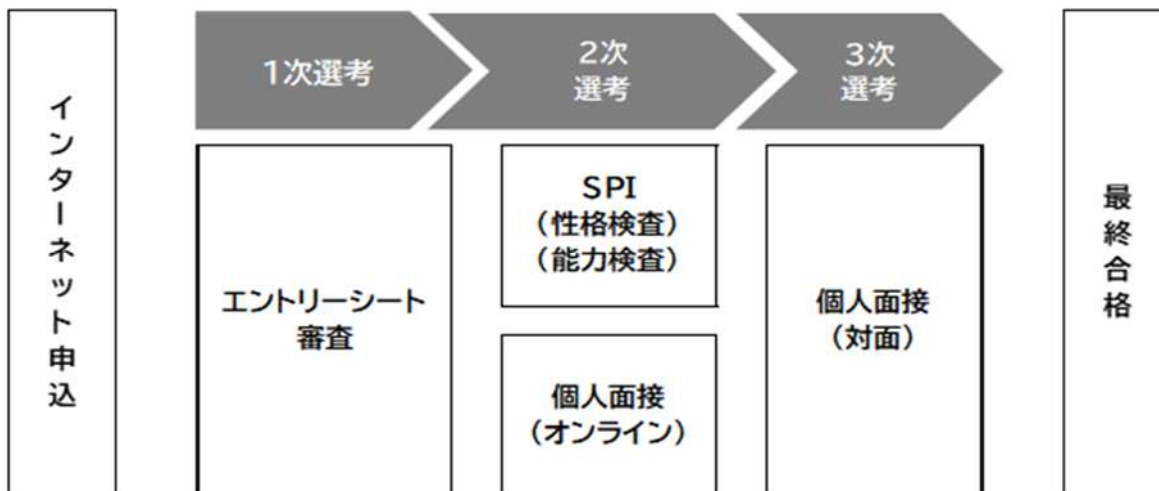 インターネット申込
1次選考
2次
選考
3次
選考
エントリーシート
審査
SPI
（性格検査）
（能力検査）
個人面接
（オンライン）
個人面接
（対面）
最終合格